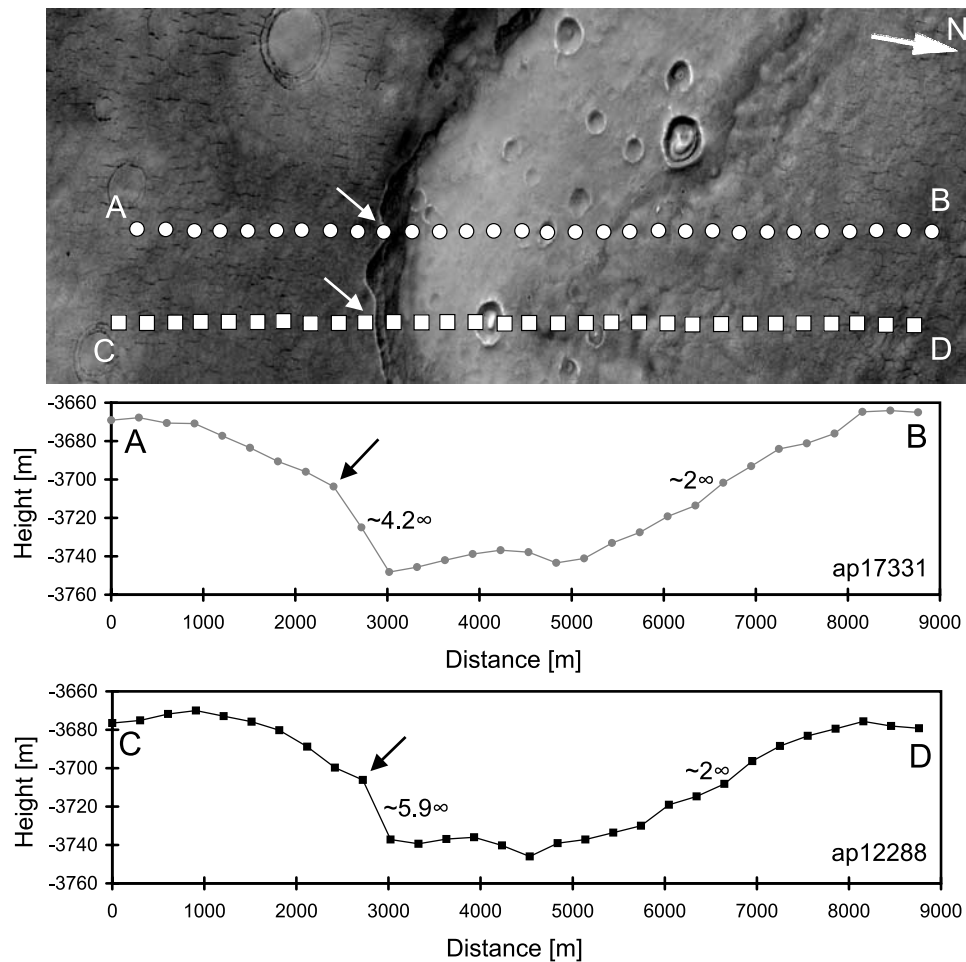 N
A
B
C
D
-3660
-3680
-3700
-3720
-3740
-3760
Height [m]
A
B
~4.2∞
~2∞
ap17331
0 1000 2000 3000 4000 5000 6000 7000 8000 9000
Distance [m]
-3660
-3680
-3700
-3720
-3740
-3760
Height [m]
C
D
~5.9∞
~2∞
ap12288
0 1000 2000 3000 4000 5000 6000 7000 8000 9000
Distance [m]